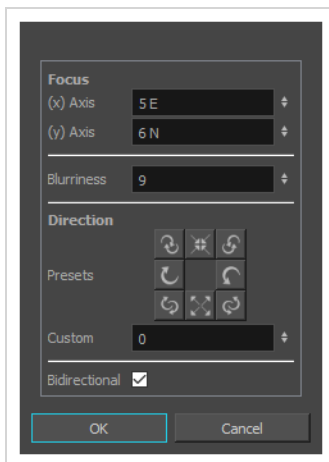 Focus
(x) Axis 5 E
(y) Axis 6 N
Blurriness 9
Direction
Presets
Custom 0
Bidirectional
OK Cancel